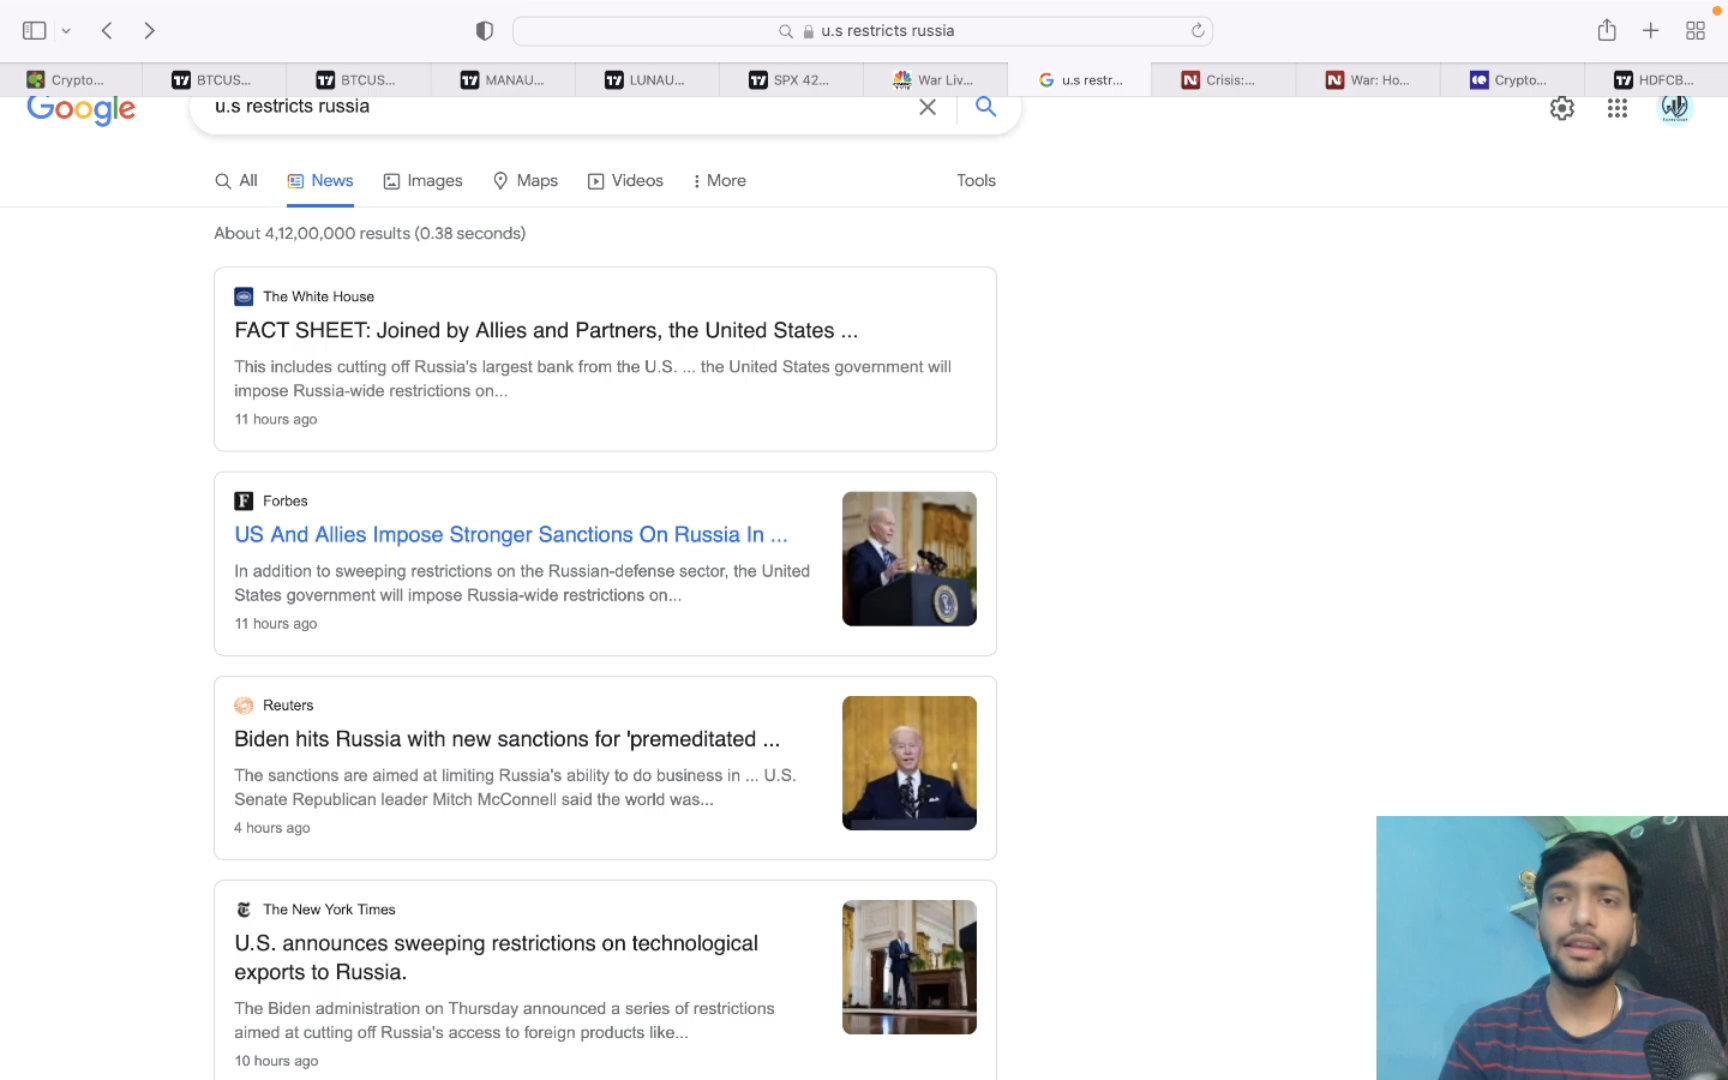 u.s restricts russia
Crypto...
BTCUS...
BTCUS...
MANAU...
LUNAU...
SPX 42...
War Liv...
u.s restr...
Crisis:...
War: Ho...
Crypto...
HDFCB...
Google
u.s restricts russia
All
News
Images
Maps
Videos
More
Tools
About 4,12,00,000 results (0.38 seconds)
The White House
FACT SHEET: Joined by Allies and Partners, the United States ...
This includes cutting off Russia's largest bank from the U.S. ... the United States government will
impose Russia-wide restrictions on...
11 hours ago
Forbes
US And Allies Impose Stronger Sanctions On Russia In ...
In addition to sweeping restrictions on the Russian-defense sector, the United
States government will impose Russia-wide restrictions on...
11 hours ago
Reuters
Biden hits Russia with new sanctions for 'premeditated ...
The sanctions are aimed at limiting Russia's ability to do business in ... U.S.
Senate Republican leader Mitch McConnell said the world was...
4 hours ago
The New York Times
U.S. announces sweeping restrictions on technological
exports to Russia.
The Biden administration on Thursday announced a series of restrictions
aimed at cutting off Russia's access to foreign products like...
10 hours ago